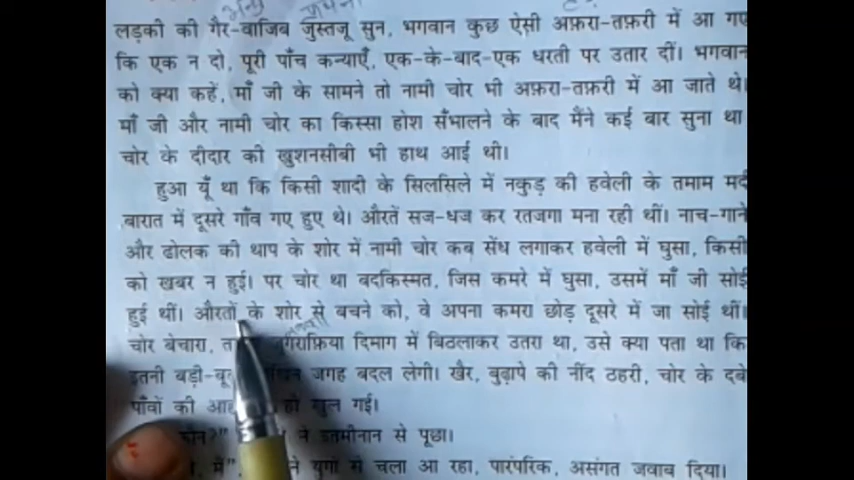 लड़की की गैर-वाजिब जुस्तजू सुन, भगवान कुछ ऐसी अफ़रा-तफ़री में आ गए
कि एक न दो, पूरी पाँच कन्याएँ, एक-के-बाद-एक धरती पर उतार दीं। भगवान
को क्या कहें, माँ जी के सामने तो नामी चोर भी अफ़रा-तफ़री में आ जाते थे।
माँ जी और नामी चोर का किस्सा होश सँभालने के बाद मैंने कई बार सुना था
चोर के दीदार की खुशनसीबी भी हाथ आई थी।
हुआ यूँ था कि किसी शादी के सिलसिले में नकुड़ की हवेली के तमाम मर्द
बारात में दूसरे गाँव गए हुए थे। औरतें सज-धज कर रतजगा मना रही थीं। नाच-गाने
और ढोलक की थाप के शोर में नामी चोर कब सेंध लगाकर हवेली में घुसा, किसी
को खबर न हुई। पर चोर था बदकिस्मत, जिस कमरे में घुसा, उसमें माँ जी सोई
हुई थीं। औरतों के शोर से बचने को, वे अपना कमरा छोड़ दूसरे में जा सोई थीं।
चोर बेचारा, दिमाग में बिठलाकर उतरा था, उसे क्या पता था कि
इतनी जगह बदल लेगी। खैर, बुढ़ापे की नींद ठहरी, चोर के दबे
पाँवों की ही खुल गई।
ने इतमीनान से पूछा।
मैं". ने युगों से चला आ रहा, पारंपरिक, असंगत जवाब दिया।